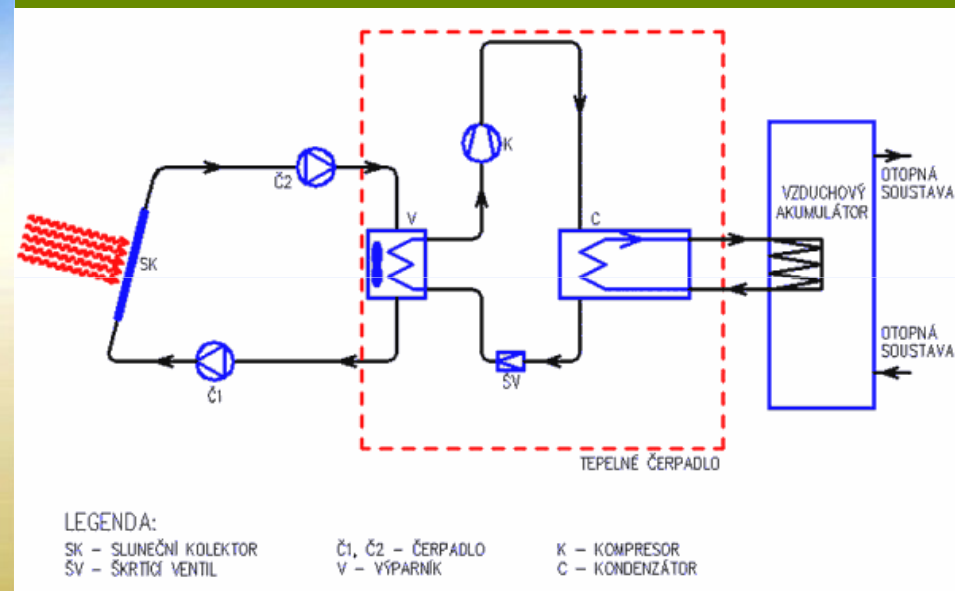 Č2
K
V
C
SK
VZDUCHOVÝ
AKUMULÁTOR
OTOPNÁ
SOUSTAVA
OTOPNÁ
SOUSTAVA
Č1
ŠV
TEPELNÉ ČERPADLO
LEGENDA:
SK – SLUNEČNÍ KOLEKTOR
ŠV – ŠKRTÍCÍ VENTIL
Č1, Č2 – ČERPADLO
V – VÝPARNÍK
K – KOMPRESOR
C – KONDENZÁTOR